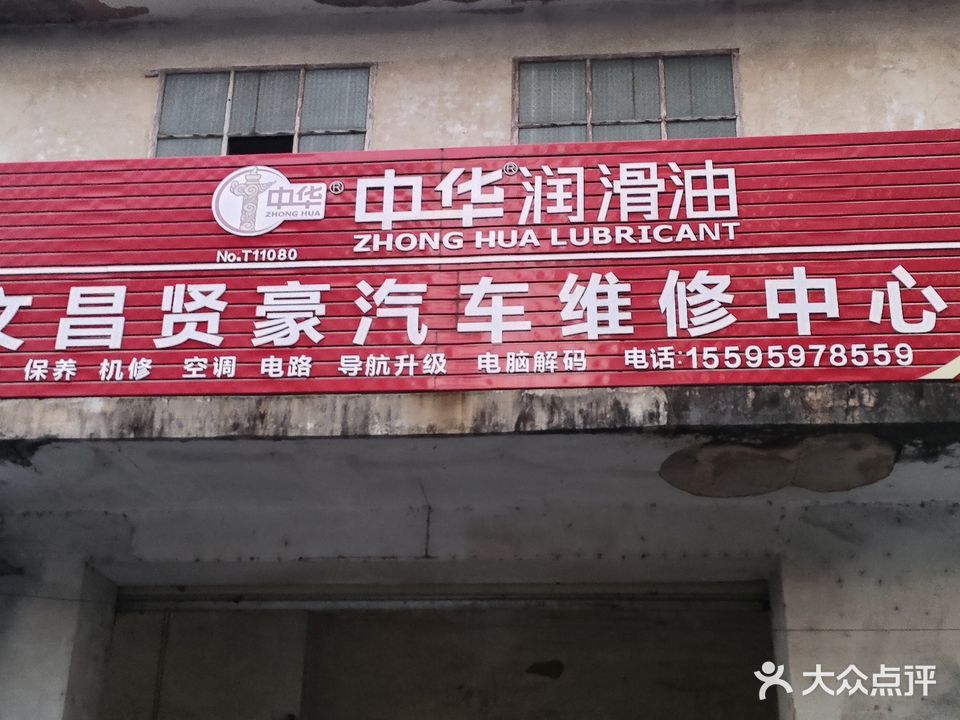 中华® 中华®润滑油
ZHONG HUA
No.T11080 ZHONG HUA LUBRICANT
文昌贤豪汽车维修中心
保养 机修 空调 电路 导航升级 电脑解码 电话:15595978559
大众点评